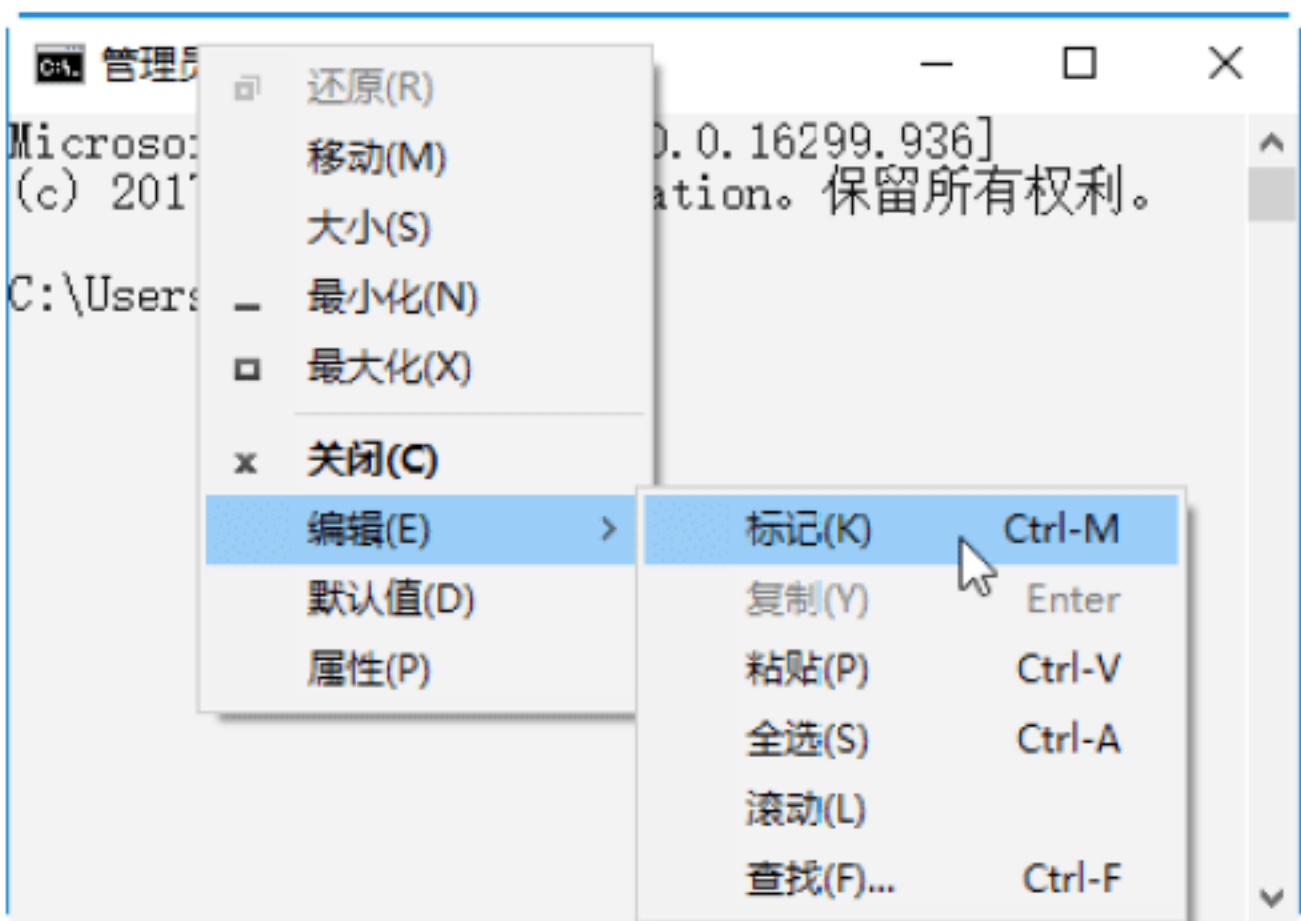 管理员
Microso
0.0.16299.936]
(c) 201
ation。保留所有权利。
C:\Users
还原(R)
移动(M)
大小(S)
最小化(N)
最大化(X)
关闭(C)
编辑(E)
默认值(D)
属性(P)
标记(K) Ctrl-M
复制(Y) Enter
粘贴(P) Ctrl-V
全选(S) Ctrl-A
滚动(L)
查找(F)... Ctrl-F